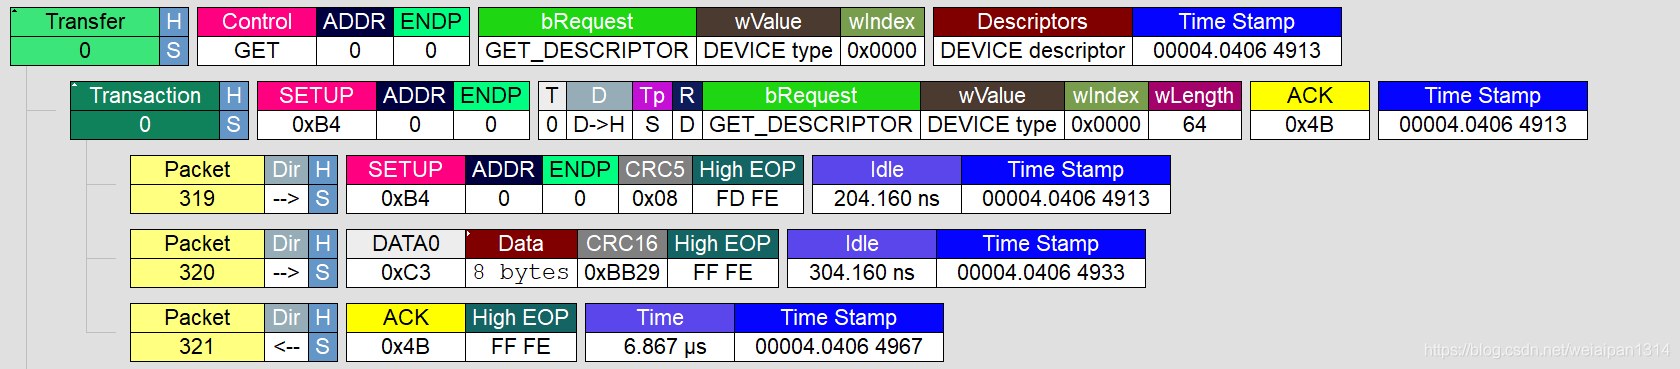 Transfer H Control ADDR ENDP bRequest wValue wIndex Descriptors Time Stamp
0 S GET 0 0 GET_DESCRIPTOR DEVICE type 0x0000 DEVICE descriptor 00004.0406 4913
Transaction H SETUP ADDR ENDP T D Tp R bRequest wValue wIndex wLength ACK Time Stamp
0 S 0xB4 0 0 0 D->H S D GET_DESCRIPTOR DEVICE type 0x0000 64 0x4B 00004.0406 4913
Packet Dir H SETUP ADDR ENDP CRC5 High EOP Idle Time Stamp
319 --> S 0xB4 0 0 0x08 FD FE 204.160 ns 00004.0406 4913
Packet Dir H DATA0 Data CRC16 High EOP Idle Time Stamp
320 --> S 0xC3 8 bytes 0xBB29 FF FE 304.160 ns 00004.0406 4933
Packet Dir H ACK High EOP Time Time Stamp
321 <-- S 0x4B FF FE 6.867 µs 00004.0406 4967
https://blog.csdn.net/weiaipan1314